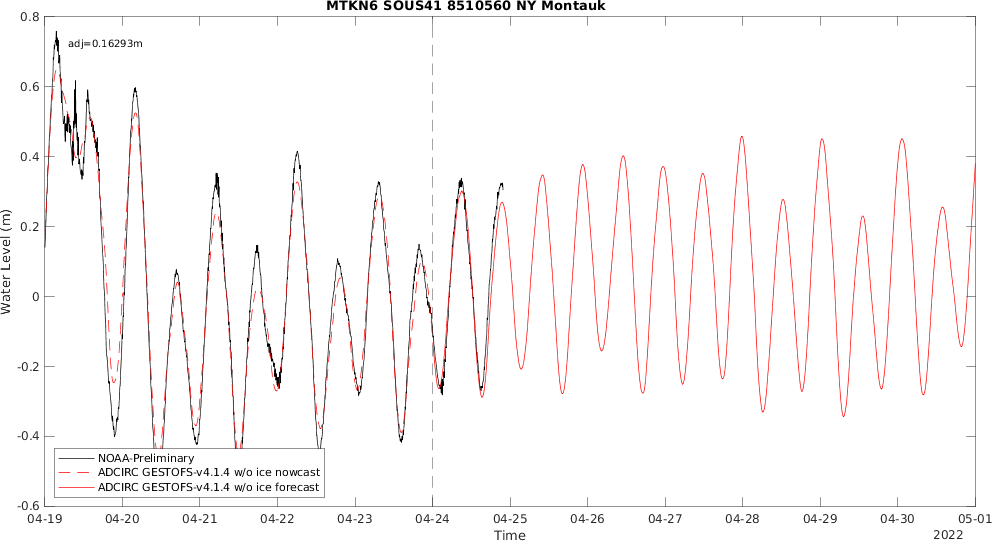 MTKN6 SOUS41 8510560 NY Montauk
adj=0.16293m
0.8
0.6
0.4
0.2
0
-0.2
-0.4
-0.6
Water Level (m)
NOAA-Preliminary
ADCIRC GESTOFS-v4.1.4 w/o ice nowcast
ADCIRC GESTOFS-v4.1.4 w/o ice forecast
04-19 04-20 04-21 04-22 04-23 04-24 04-25 04-26 04-27 04-28 04-29 04-30 05-01
Time
2022